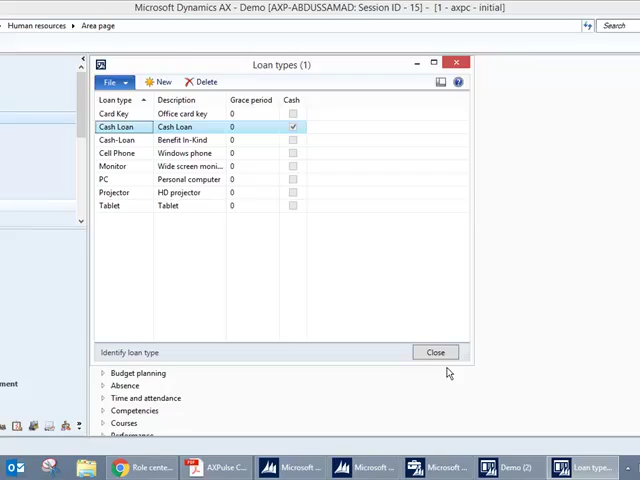 Microsoft Dynamics AX - Demo [AXP-ABDUSSAMAD: Session ID - 15] - [1 - axpc - initial]
Human resources ▸ Area page
Search
Loan types (1)
File New Delete
Loan type Description Grace period Cash
Card Key Office card key 0
Cash Loan Cash Loan 0
Cash-Loan Benefit In-Kind 0
Cell Phone Windows phone 0
Monitor Wide screen moni... 0
PC Personal computer 0
Projector HD projector 0
Tablet Tablet 0
Identify loan type Close
Budget planning
Absence
ment
Time and attendance
Competencies
Courses
Performance
Role cente... AXPulse C... Microsoft ... Microsoft ... Microsoft ... Demo (2) Loan type...